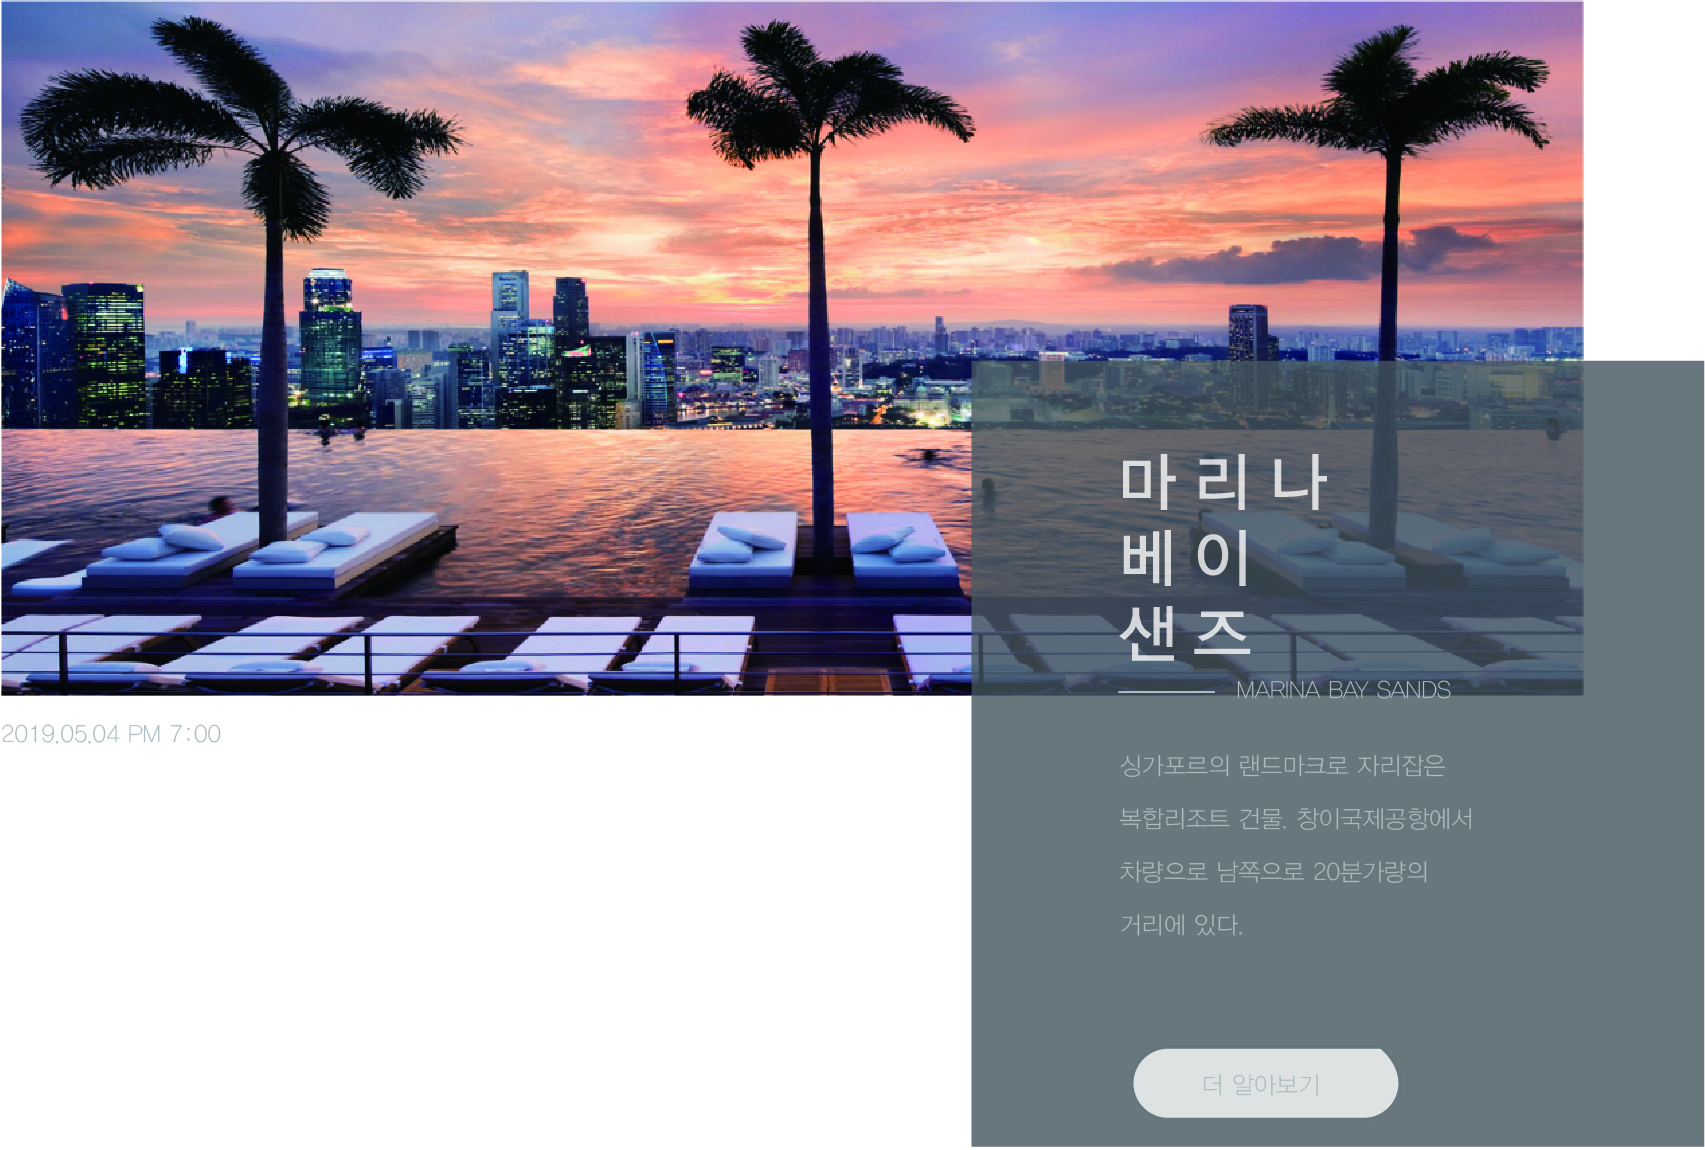 마리나
베이
샌즈
MARINA BAY SANDS
2019.05.04 PM 7:00
싱가포르의 랜드마크로 자리잡은
복합리조트 건물. 창이국제공항에서
차량으로 남쪽으로 20분가량의
거리에 있다.
더 알아보기